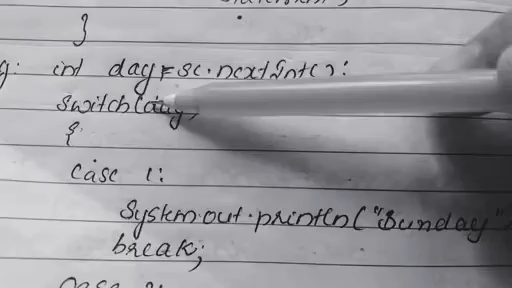 }
g: int day = sc.nextInt():
switch(day)
{
case 1:
System.out.println("Sunday"
break;